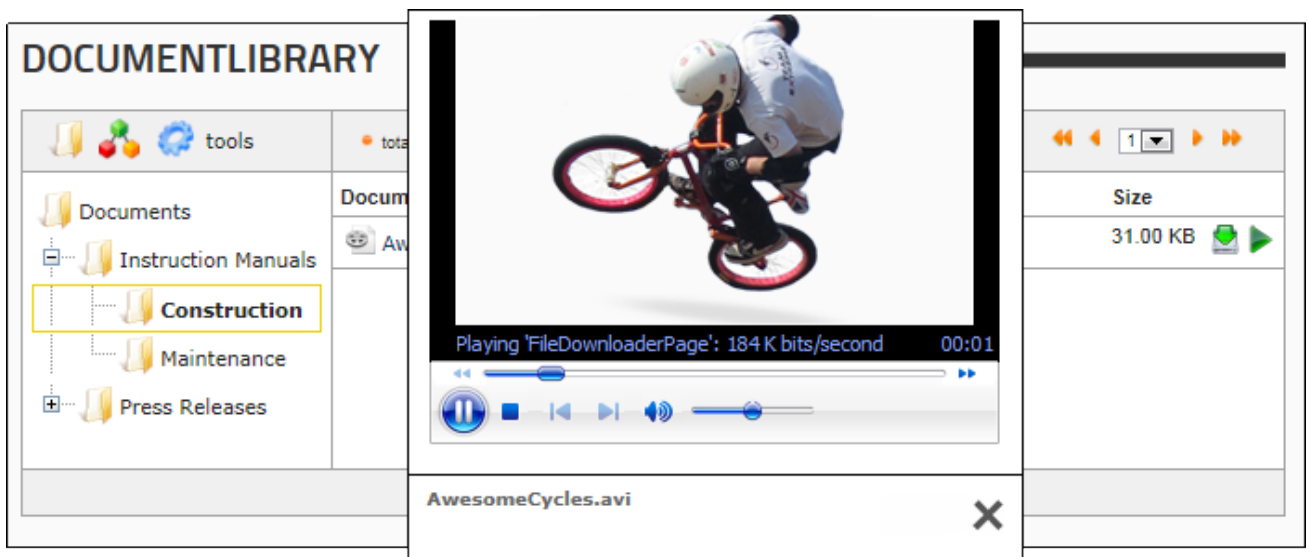 DOCUMENTLIBRARY
tools
1
Documents
Size
31.00 KB
Instruction Manuals
Construction
Maintenance
Press Releases
Playing 'FileDownloaderPage': 184 K bits/second 00:01
AwesomeCycles.avi